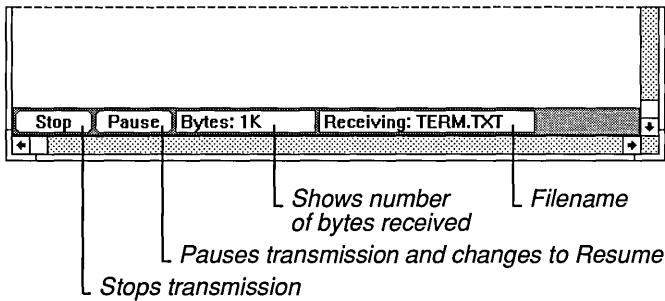 Stop Pause Bytes: 1K Receiving: TERM.TXT
Shows number
of bytes received
Filename
Pauses transmission and changes to Resume
Stops transmission